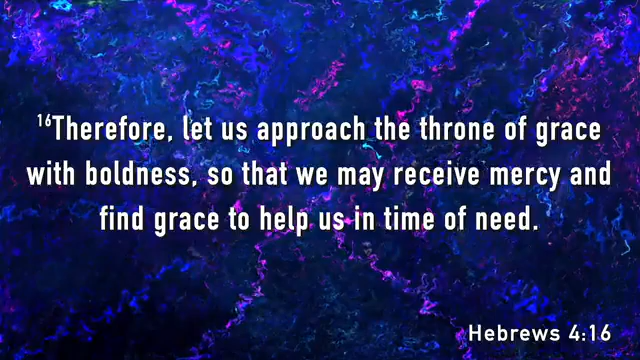 16Therefore, let us approach the throne of grace
with boldness, so that we may receive mercy and
find grace to help us in time of need.
Hebrews 4:16